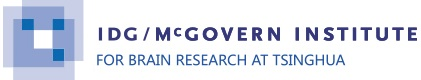 IDG/McGOVERN INSTITUTE
FOR BRAIN RESEARCH AT TSINGHUA